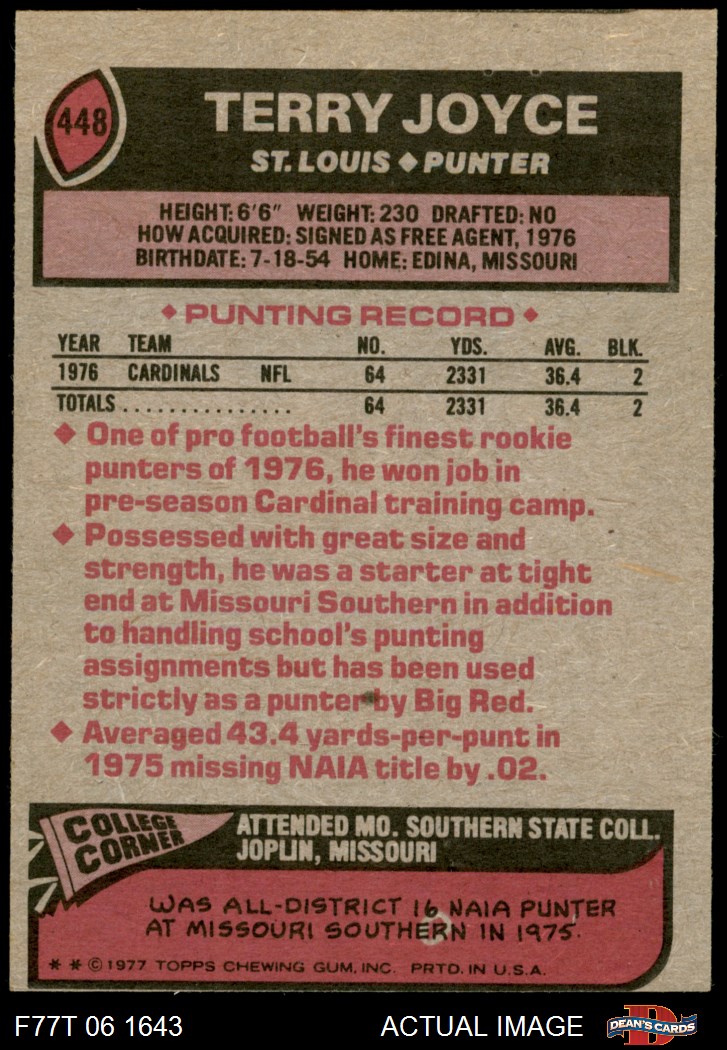 448
TERRY JOYCE
ST. LOUIS ◆ PUNTER
HEIGHT: 6'6" WEIGHT: 230 DRAFTED: NO
HOW ACQUIRED: SIGNED AS FREE AGENT, 1976
BIRTHDATE: 7-18-54 HOME: EDINA, MISSOURI
◆ PUNTING RECORD ◆
YEAR TEAM NO. YDS. AVG. BLK.
1976 CARDINALS NFL 64 2331 36.4 2
TOTALS ............... 64 2331 36.4 2
◆ One of pro football's finest rookie
punters of 1976, he won job in
pre-season Cardinal training camp.
◆ Possessed with great size and
strength, he was a starter at tight
end at Missouri Southern in addition
to handling school's punting
assignments but has been used
strictly as a punter by Big Red.
◆ Averaged 43.4 yards-per-punt in
1975 missing NAIA title by .02.
COLLEGE
CORNER
ATTENDED MO. SOUTHERN STATE COLL.
JOPLIN, MISSOURI
WAS ALL-DISTRICT 16 NAIA PUNTER
AT MISSOURI SOUTHERN IN 1975.
* * © 1977 TOPPS CHEWING GUM, INC. PRTD. IN U.S.A.
F77T 06 1643 ACTUAL IMAGE
D
DEAN'S CARDS